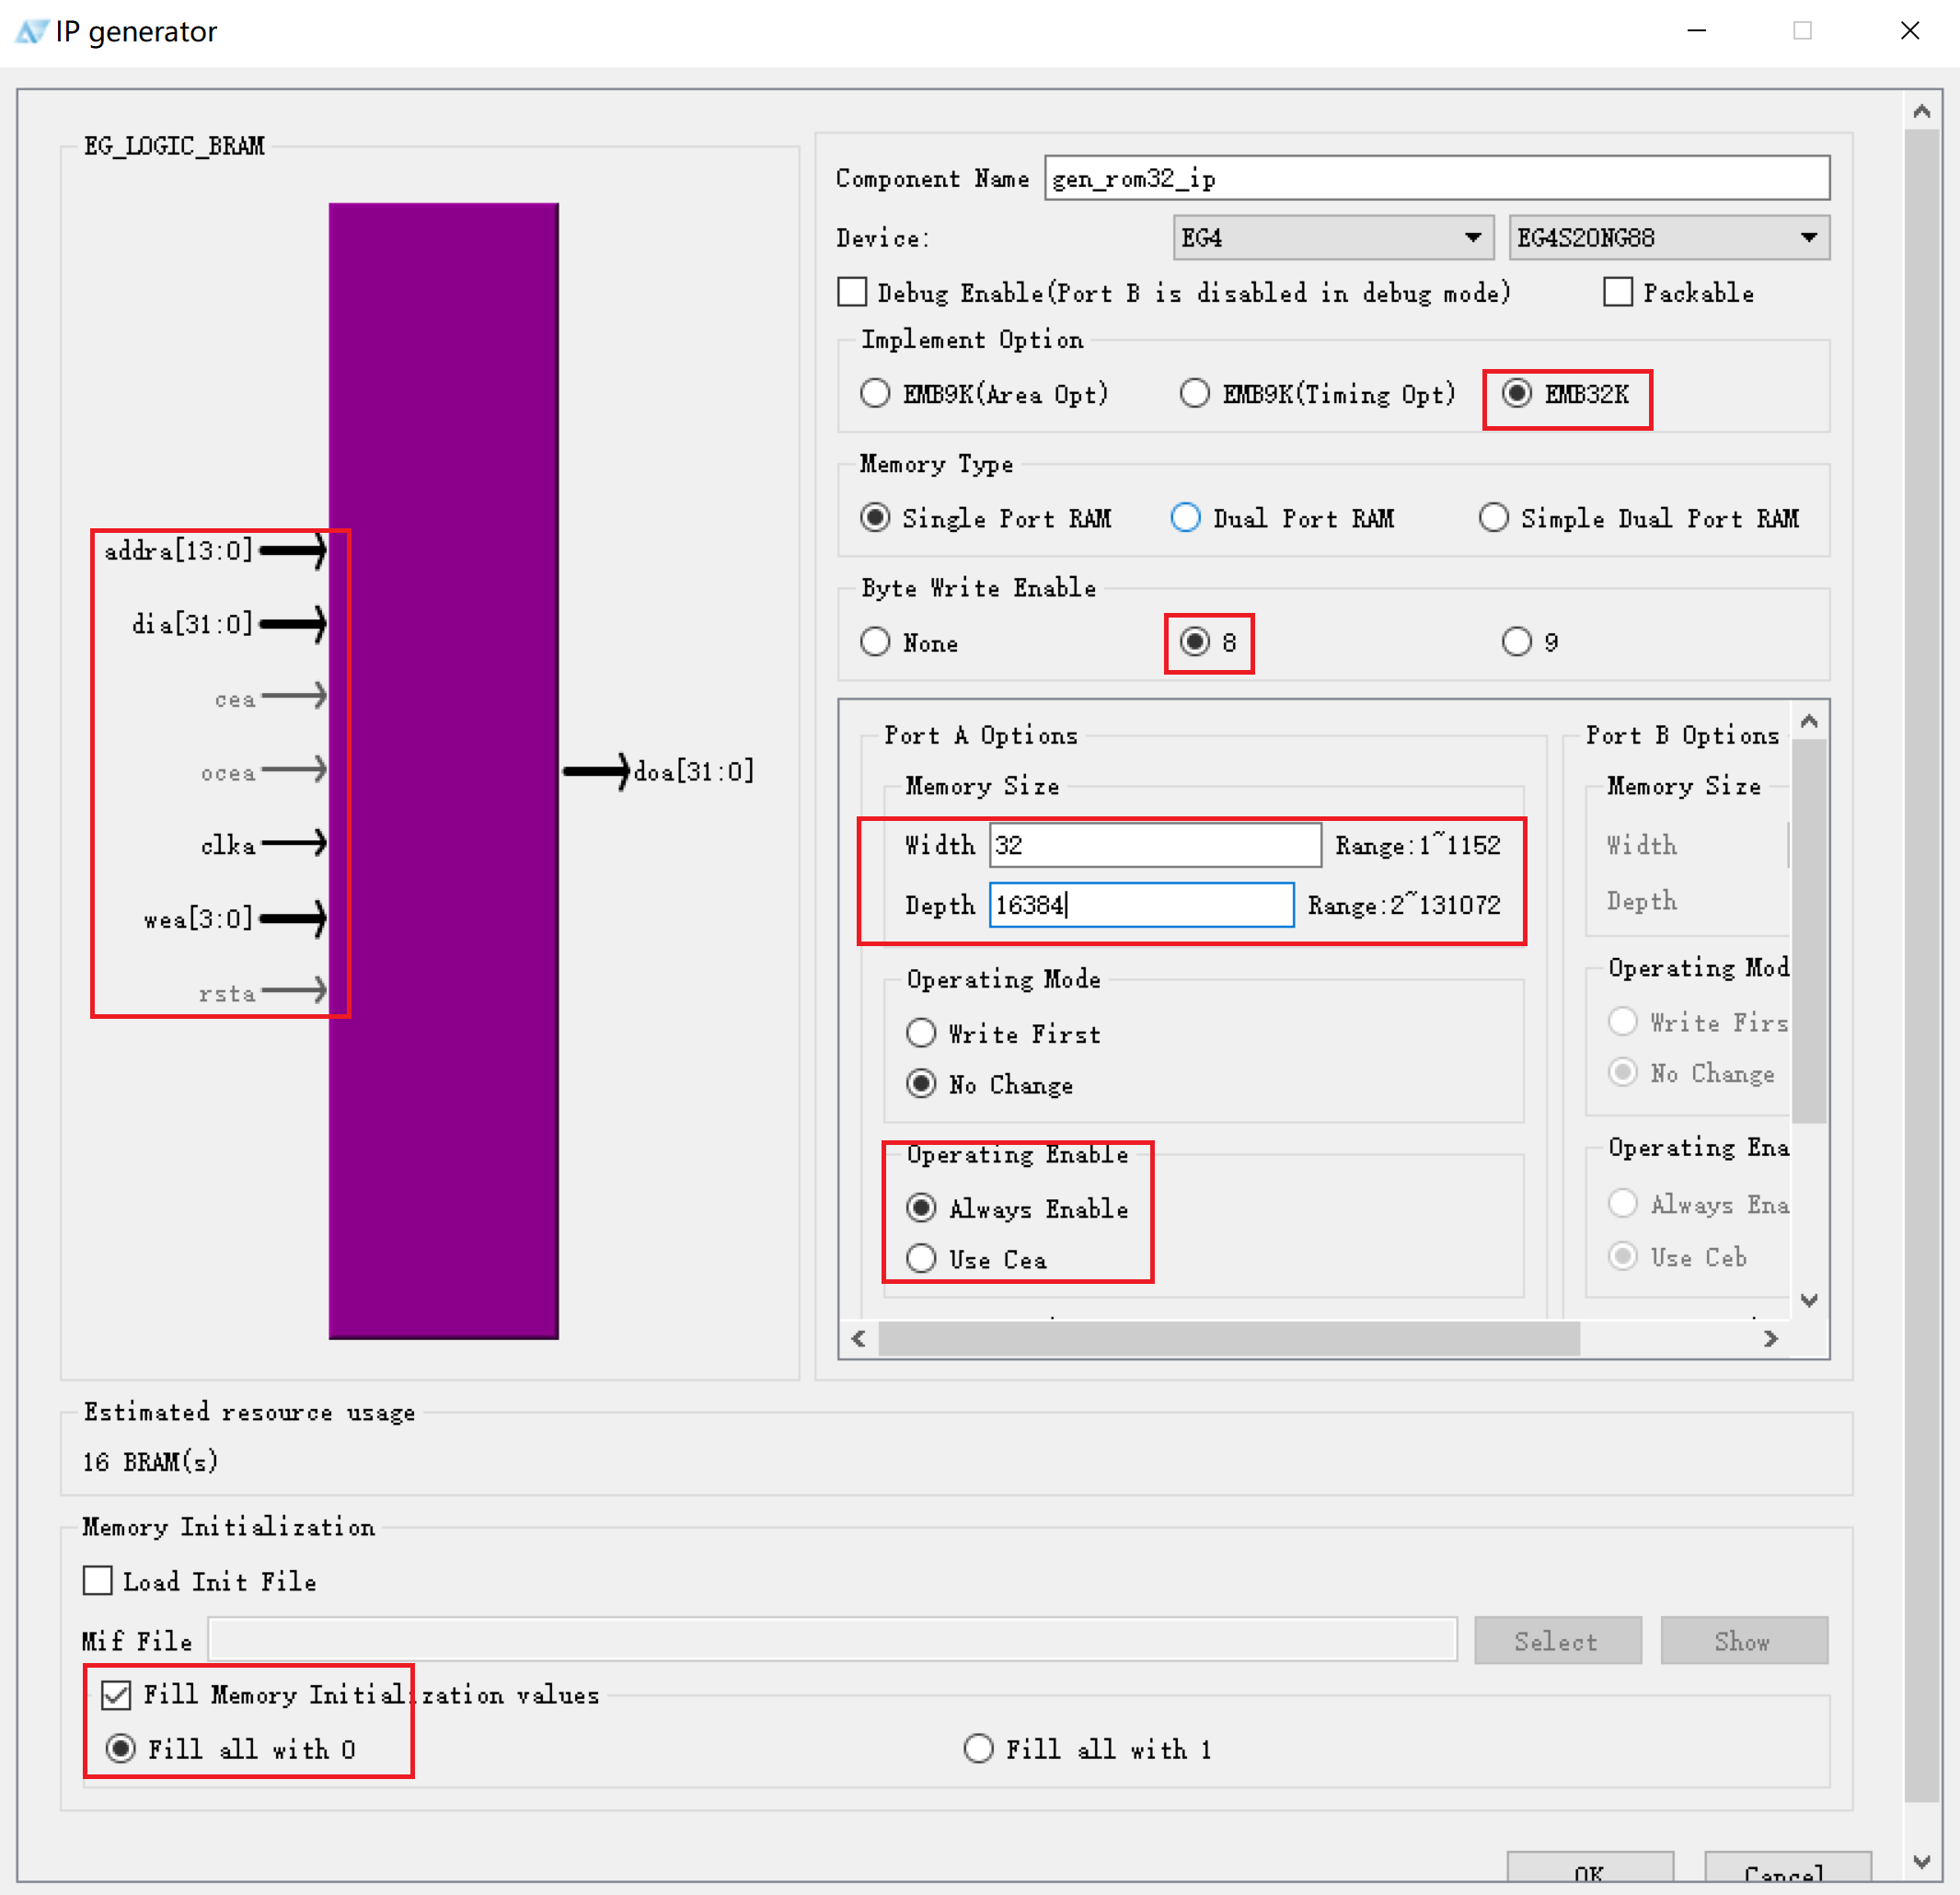 IP generator
EG_LOGIC_BRAM
addra[13:0]
dia[31:0]
cea
ocea
clka
wea[3:0]
rsta
doa[31:0]
Component Name gen_rom32_ip
Device: EG4 EG4S20NG88
Debug Enable(Port B is disabled in debug mode) Packable
Implement Option
EMB9K(Area Opt) EMB9K(Timing Opt) EMB32K
Memory Type
Single Port RAM Dual Port RAM Simple Dual Port RAM
Byte Write Enable
None 8 9
Port A Options
Memory Size
Width 32 Range:1~1152
Depth 16384 Range:2~131072
Operating Mode
Write First
No Change
Operating Enable
Always Enable
Use Cea
Port B Options
Memory Size
Width
Depth
Operating Mod
Write Firs
No Change
Operating Ena
Always Ena
Use Ceb
Estimated resource usage
16 BRAM(s)
Memory Initialization
Load Init File
Mif File Select Show
Fill Memory Initialization values
Fill all with 0 Fill all with 1
OK Cancel